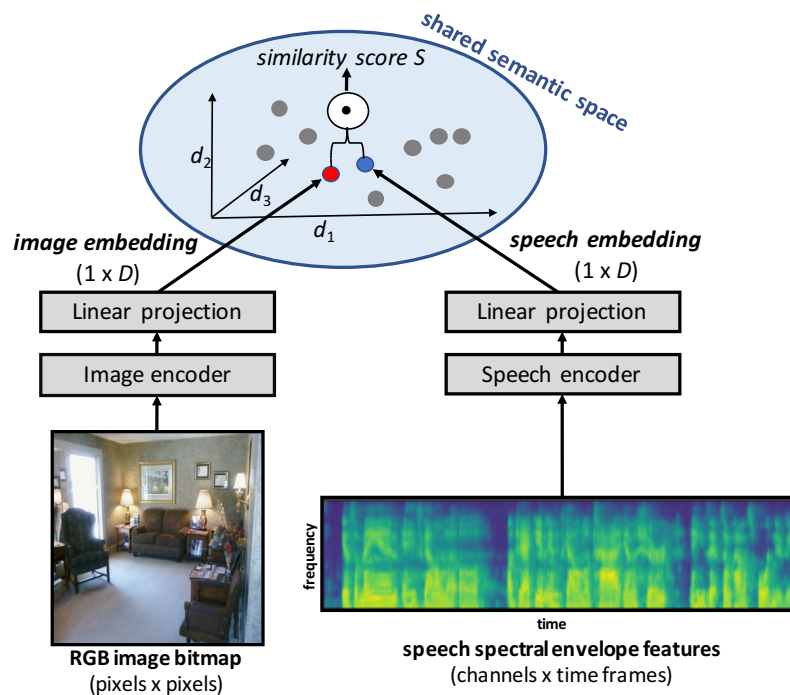 similarity score S
shared semantic space
d2
d3
d1
image embedding
(1 x D)
speech embedding
(1 x D)
Linear projection
Linear projection
Image encoder
Speech encoder
frequency
time
RGB image bitmap
(pixels x pixels)
speech spectral envelope features
(channels x time frames)